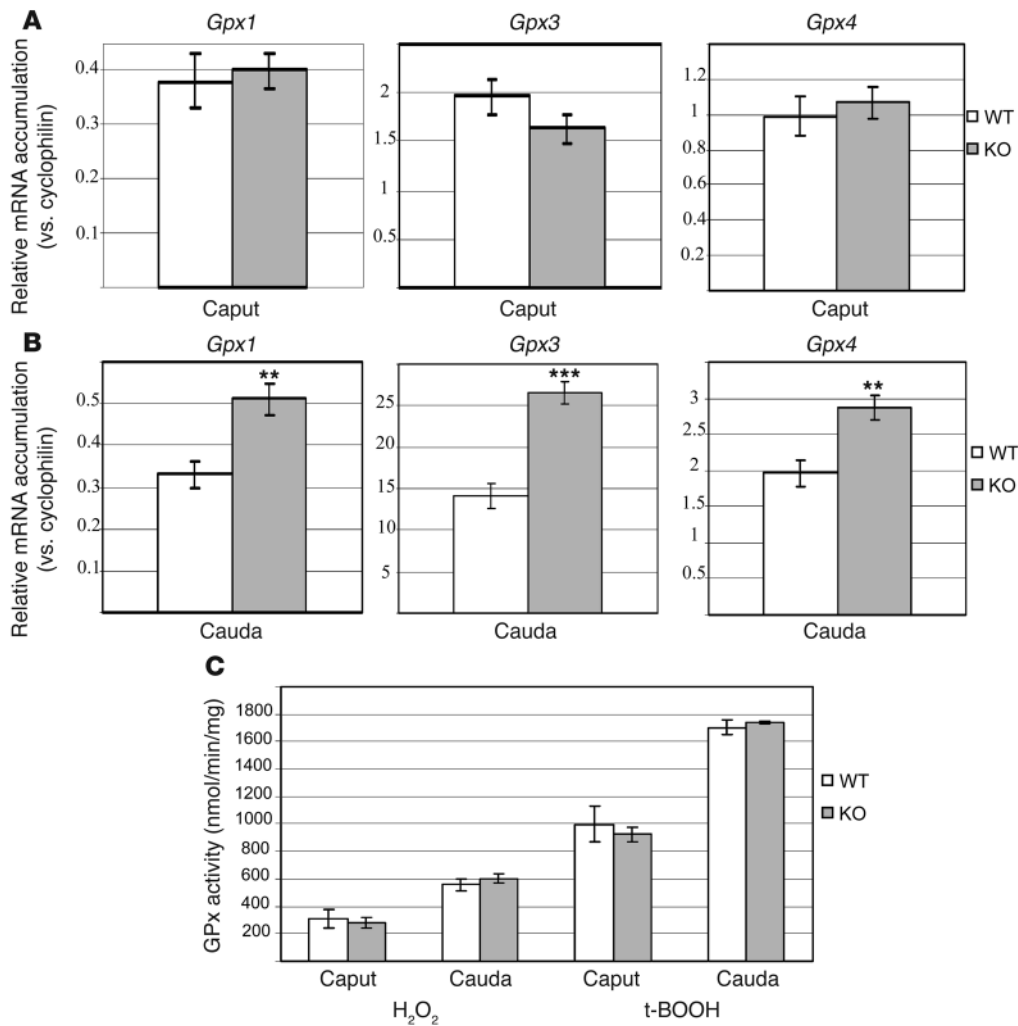 A
Gpx1
Gpx3
Gpx4
Relative mRNA accumulation
(vs. cyclophilin)
0.4
0.3
0.2
0.1
Caput
2
1.5
1
0.5
Caput
1.2
1
0.8
0.6
0.4
0.2
Caput
WT
KO
B
Gpx1
Gpx3
Gpx4
Relative mRNA accumulation
(vs. cyclophilin)
0.5
0.4
0.3
0.2
0.1
**
Cauda
25
20
15
10
5
***
Cauda
3
2.5
2
1.5
1
0.5
**
Cauda
WT
KO
C
GPx activity (nmol/min/mg)
1800
1600
1400
1200
1000
800
600
400
200
WT
KO
Caput Cauda Caput Cauda
H₂O₂ t-BOOH